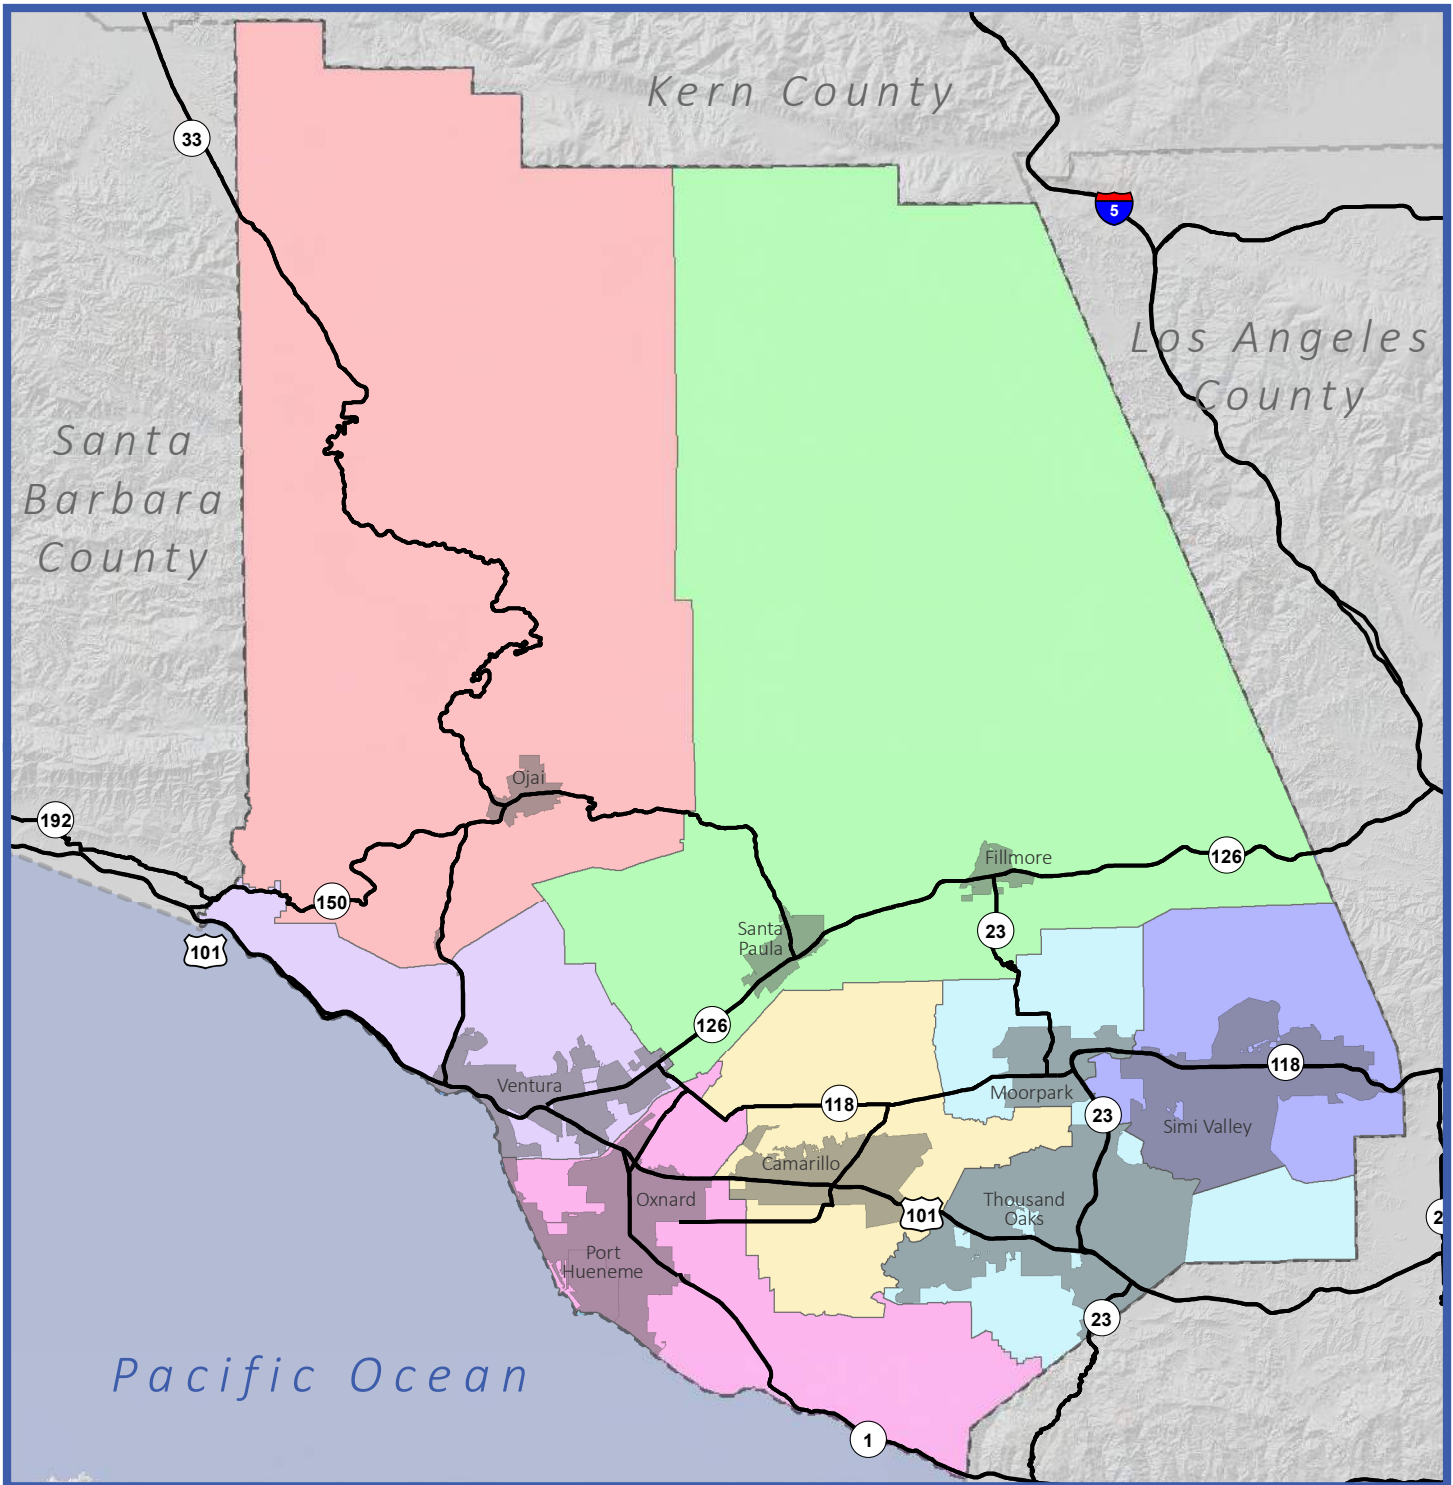 Kern County
33
5
Los Angeles
County
Santa
Barbara
County
Ojai
192
Fillmore
126
150
Santa
Paula
23
101
126
118
Ventura
118
Moorpark
23
Simi Valley
Camarillo
Oxnard
Thousand
Oaks
101
2
Port
Hueneme
23
Pacific Ocean
1